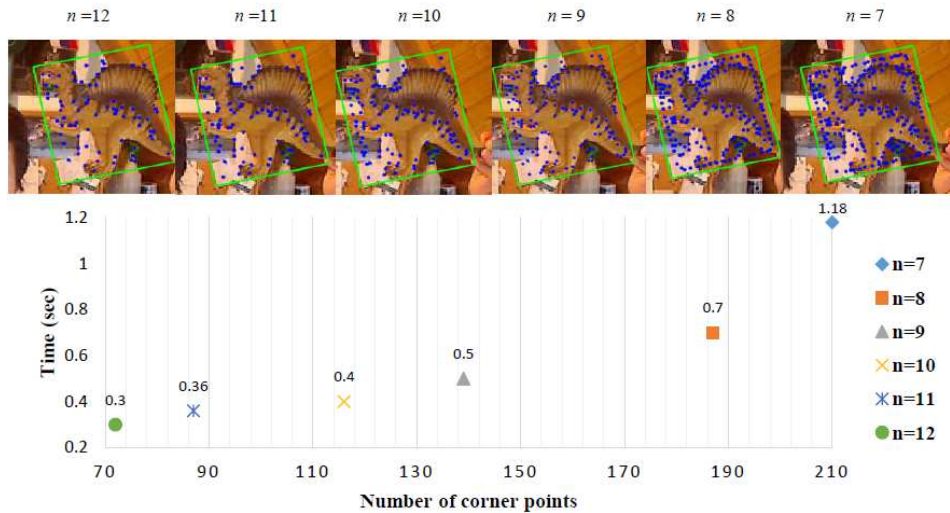 n =12 n =11 n =10 n = 9 n = 8 n = 7
1.2
1
0.8
0.6
0.4
0.2
Time (sec)
0.3
0.36
0.4
0.5
0.7
1.18
70 90 110 130 150 170 190 210
Number of corner points
n=7
n=8
n=9
n=10
n=11
n=12